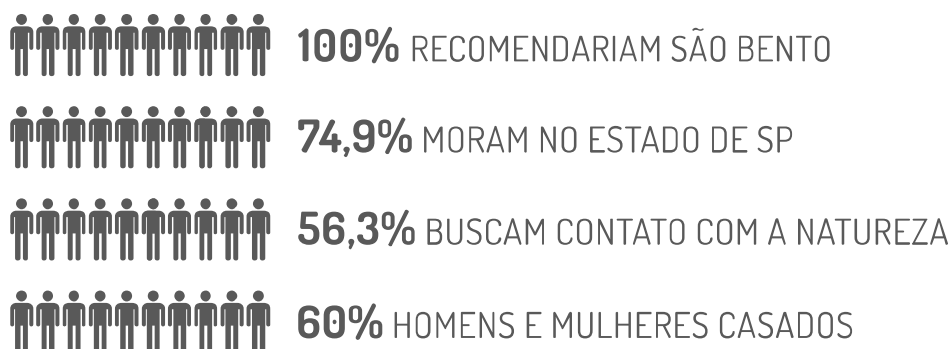 100% RECOMENDARIAM SÃO BENTO
74,9% MORAM NO ESTADO DE SP
56,3% BUSCAM CONTATO COM A NATUREZA
60% HOMENS E MULHERES CASADOS